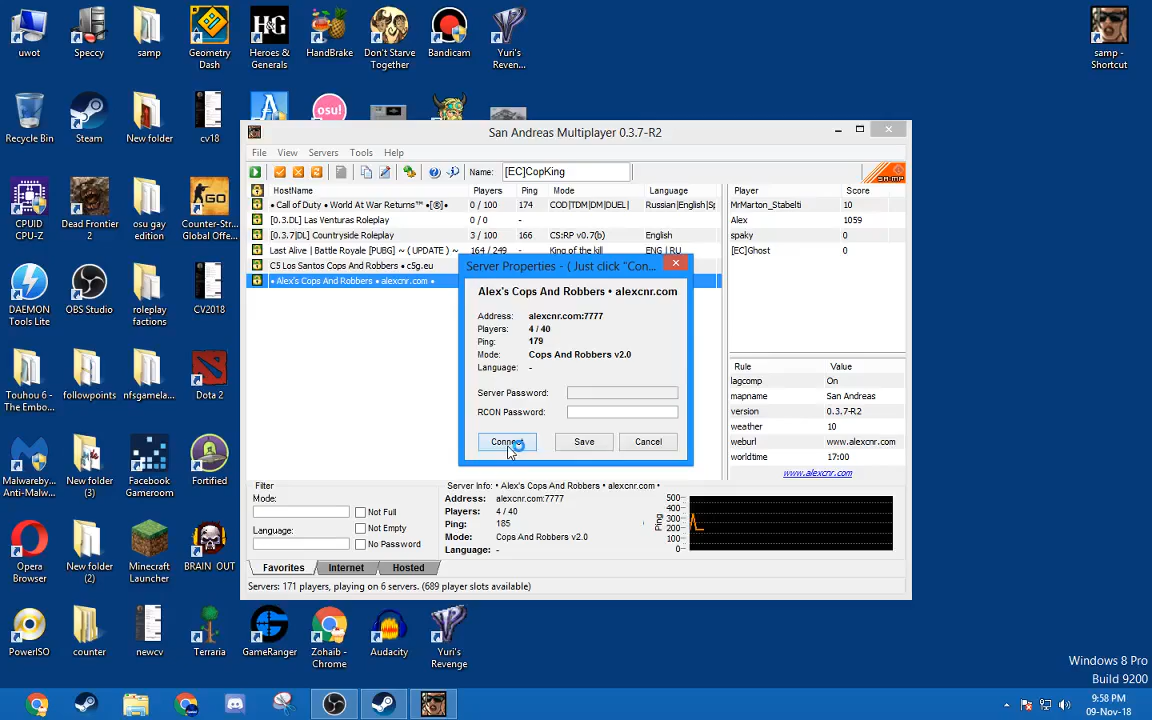 uwot
Speccy
samp
Geometry
Dash
Heroes &
Generals
HandBrake
Don't Starve
Together
Bandicam
Yuri's
Reven...
samp -
Shortcut
Recycle Bin
Steam
New folder
cv18
osu!
San Andreas Multiplayer 0.3.7-R2
File View Servers Tools Help
Name: [EC]CopKing
SA:MP
HostName Players Ping Mode Language
• Call of Duty • World At War Returns™ •[®]• 0 / 100 174 COD|TDM|DM|DUEL| Russian|English|Sp
[0.3.DL] Las Venturas Roleplay 0 / 0 -
[0.3.7|DL] Countryside Roleplay 3 / 100 166 CS:RP v0.7(b) English
Last Alive | Battle Royale [PUBG] ~ ( UPDATE ) ~ 164 / 249 - King of the kill ENG | RU
C5 Los Santos Cops And Robbers • c5g.eu
• Alex's Cops And Robbers • alexcnr.com •
Player Score
MrMarton_Stabelti 10
Alex 1059
spaky 0
[EC]Ghost 0
CPUID
CPU-Z
Dead Frontier
2
osu gay
edition
GO
Counter-Str...
Global Offe...
Server Properties - ( Just click "Con...
Alex's Cops And Robbers • alexcnr.com
Address: alexcnr.com:7777
Players: 4 / 40
Ping: 179
Mode: Cops And Robbers v2.0
Language: -
Server Password:
RCON Password:
Connect Save Cancel
DAEMON
Tools Lite
OBS Studio
roleplay
factions
CV2018
Rule Value
lagcomp On
mapname San Andreas
version 0.3.7-R2
weather 10
weburl www.alexcnr.com
worldtime 17:00
www.alexcnr.com
Touhou 6 -
The Embo...
followpoints
nfsgamela...
Dota 2
Malwareby...
Anti-Malw...
New folder
(3)
Facebook
Gameroom
Fortified
Filter
Mode:
Not Full
Not Empty
Language:
No Password
Server Info: • Alex's Cops And Robbers • alexcnr.com •
Address: alexcnr.com:7777
Players: 4 / 40
Ping: 185
Mode: Cops And Robbers v2.0
Language: -
Ping
500
400
300
200
100
0
Favorites Internet Hosted
Servers: 171 players, playing on 6 servers. (689 player slots available)
Opera
Browser
New folder
(2)
Minecraft
Launcher
BRAIN_OUT
PowerISO
counter
newcv
Terraria
GameRanger
Zohaib -
Chrome
Audacity
Yuri's
Revenge
Windows 8 Pro
Build 9200
9:58 PM
09-Nov-18